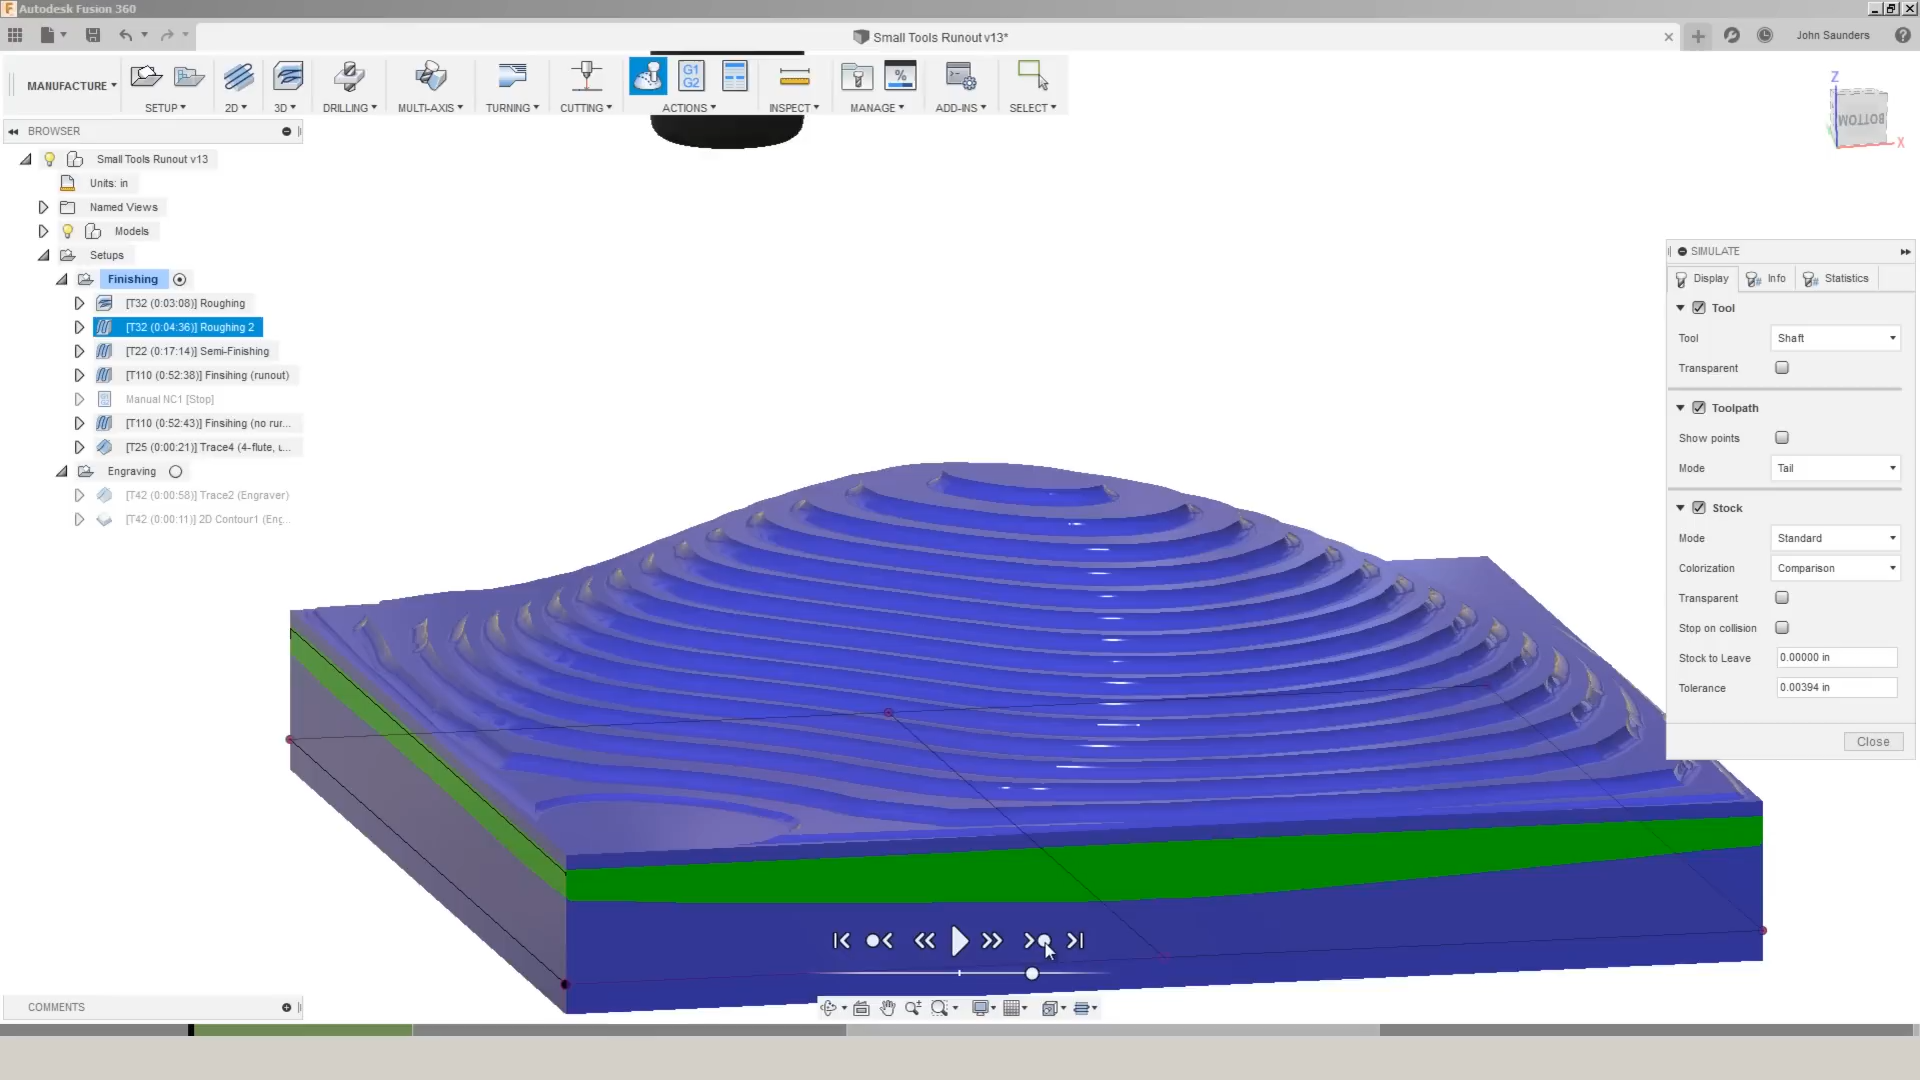 Autodesk Fusion 360
Small Tools Runout v13*
John Saunders
MANUFACTURE
SETUP
2D
3D
DRILLING
MULTI-AXIS
TURNING
CUTTING
G1
G2
ACTIONS
INSPECT
%
MANAGE
ADD-INS
SELECT
Z
BOTTOM
X
BROWSER
Small Tools Runout v13
Units: in
Named Views
Models
Setups
Finishing
[T32 (0:03:08)] Roughing
[T32 (0:04:36)] Roughing 2
[T22 (0:17:14)] Semi-Finishing
[T110 (0:52:38)] Finsihing (runout)
Manual NC1 [Stop]
[T110 (0:52:43)] Finsihing (no rur...
[T25 (0:00:21)] Trace4 (4-flute, u...
Engraving
[T42 (0:00:58)] Trace2 (Engraver)
[T42 (0:00:11)] 2D Contour1 (Eng...
SIMULATE
Display
Info
Statistics
Tool
Tool Shaft
Transparent
Toolpath
Show points
Mode Tail
Stock
Mode Standard
Colorization Comparison
Transparent
Stop on collision
Stock to Leave 0.00000 in
Tolerance 0.00394 in
Close
COMMENTS